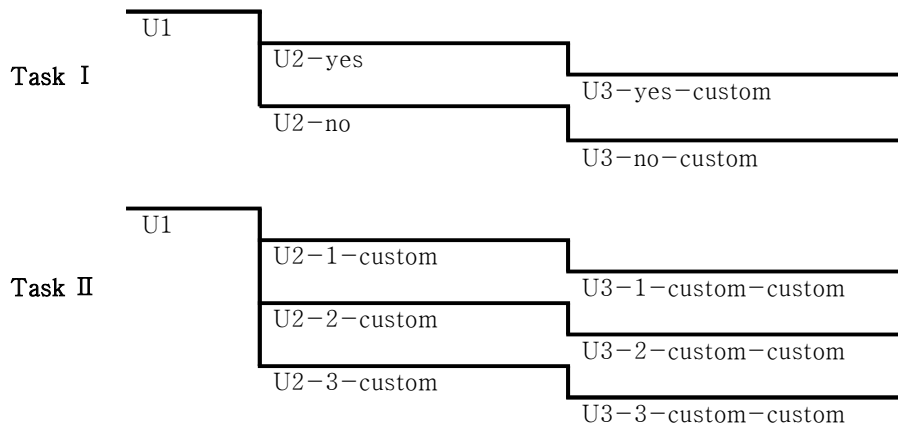 U1
U2-yes
Task Ⅰ
U3-yes-custom
U2-no
U3-no-custom
U1
U2-1-custom
Task Ⅱ
U3-1-custom-custom
U2-2-custom
U3-2-custom-custom
U2-3-custom
U3-3-custom-custom